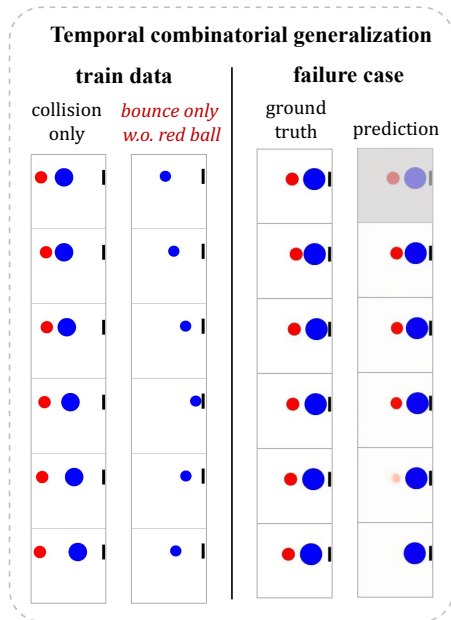 Temporal combinatorial generalization
train data
collision
only
bounce only
w.o. red ball
failure case
ground
truth
prediction